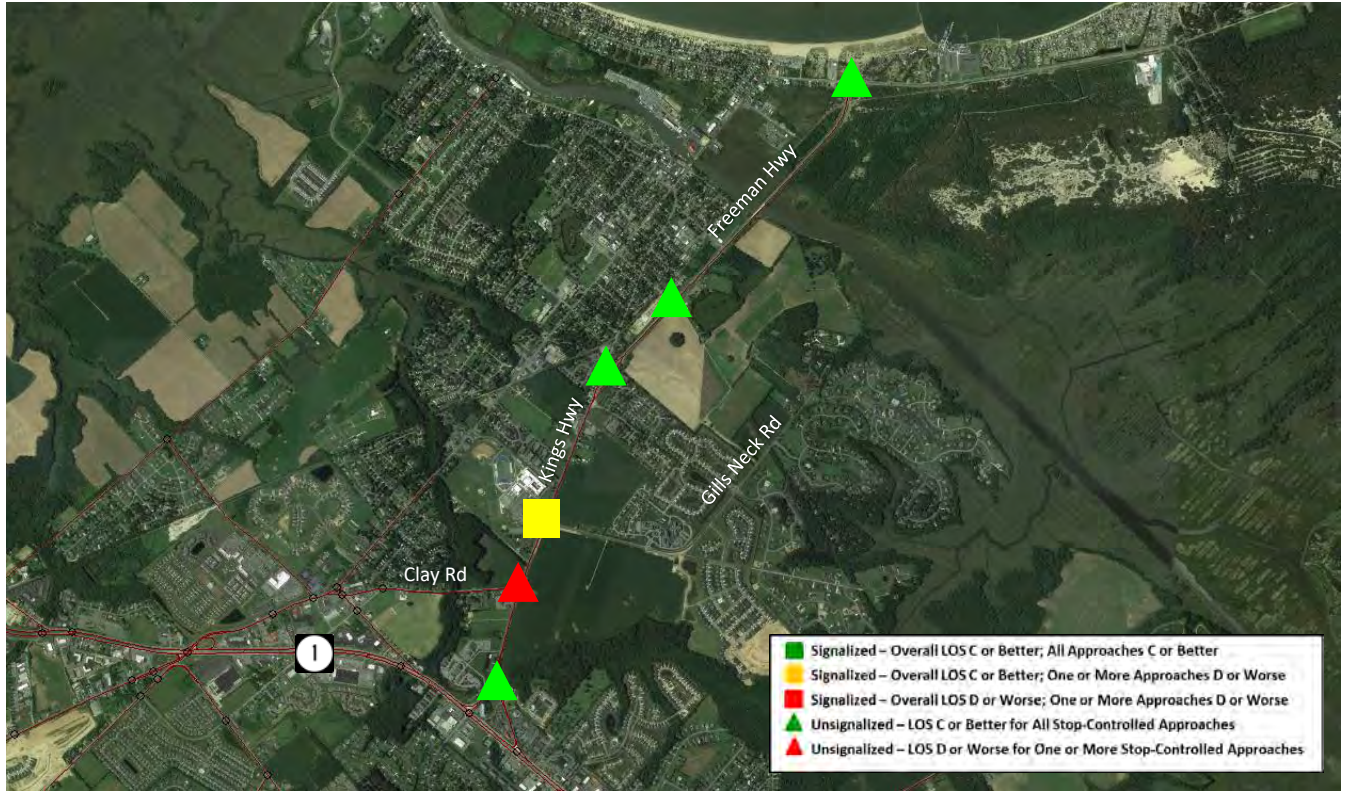 Freeman Hwy
Kings Hwy
Gills Neck Rd
Clay Rd
1
Signalized – Overall LOS C or Better; All Approaches C or Better
Signalized – Overall LOS C or Better; One or More Approaches D or Worse
Signalized – Overall LOS D or Worse; One or More Approaches D or Worse
Unsignalized – LOS C or Better for All Stop-Controlled Approaches
Unsignalized – LOS D or Worse for One or More Stop-Controlled Approaches